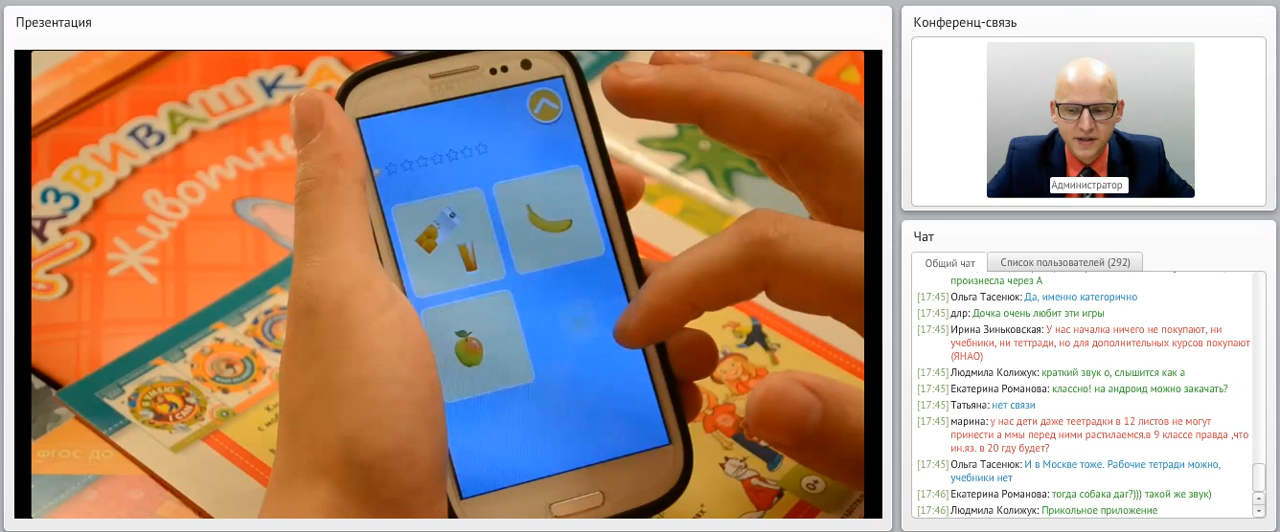 Презентация
РАЗВИВАШКА
Животные
ФГОС ДО
0+
Конференц-связь
Администратор
Чат
Общий чат
Список пользователей (292)
произнесла через А
[17:45] Ольга Тасенюк: Да, именно категорично
[17:45] длр: Дочка очень любит эти игры
[17:45] Ирина Зиньковская: У нас началка ничего не покупают, ни
учебники, ни теттради, но для дополнительных курсов покупают
(ЯНАО)
[17:45] Людмила Колижук: краткий звук о, слышится как а
[17:45] Екатерина Романова: классно! на андроид можно закачать?
[17:45] Татьяна: нет связи
[17:45] марина: у нас дети даже теетрадки в 12 листов не могут
принести а ммы перед ними распилаемся.в 9 классе правда ,что
ин.яз. в 20 гду будет?
[17:45] Ольга Тасенюк: И в Москве тоже. Рабочие тетради можно,
учебники нет
[17:46] Екатерина Романова: тогда собака даг?))) такой же звук)
[17:46] Людмила Колижук: Прикольное приложение